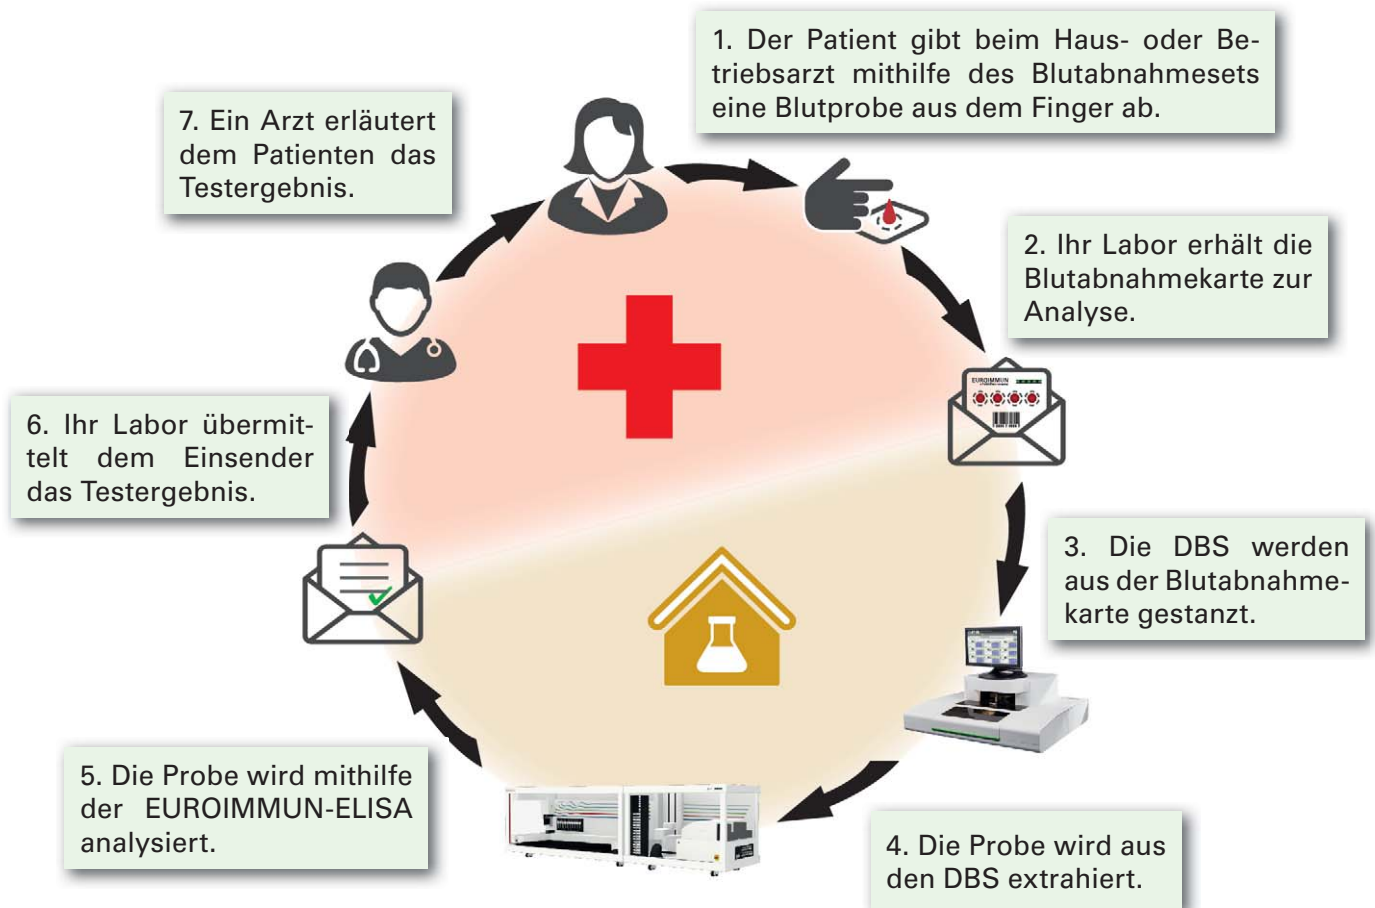 1. Der Patient gibt beim Haus- oder Be-
triebsarzt mithilfe des Blutabnahmesets
eine Blutprobe aus dem Finger ab.
2. Ihr Labor erhält die
Blutabnahmekarte zur
Analyse.
EUROIMMUN
3. Die DBS werden
aus der Blutabnahme-
karte gestanzt.
4. Die Probe wird aus
den DBS extrahiert.
5. Die Probe wird mithilfe
der EUROIMMUN-ELISA
analysiert.
6. Ihr Labor übermit-
telt dem Einsender
das Testergebnis.
7. Ein Arzt erläutert
dem Patienten das
Testergebnis.